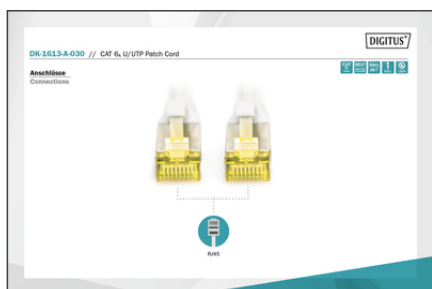 DIGITUS®
DK-1613-A-030 // CAT 6A U/UTP Patch Cord
Anschlüsse
Connections
RJ45